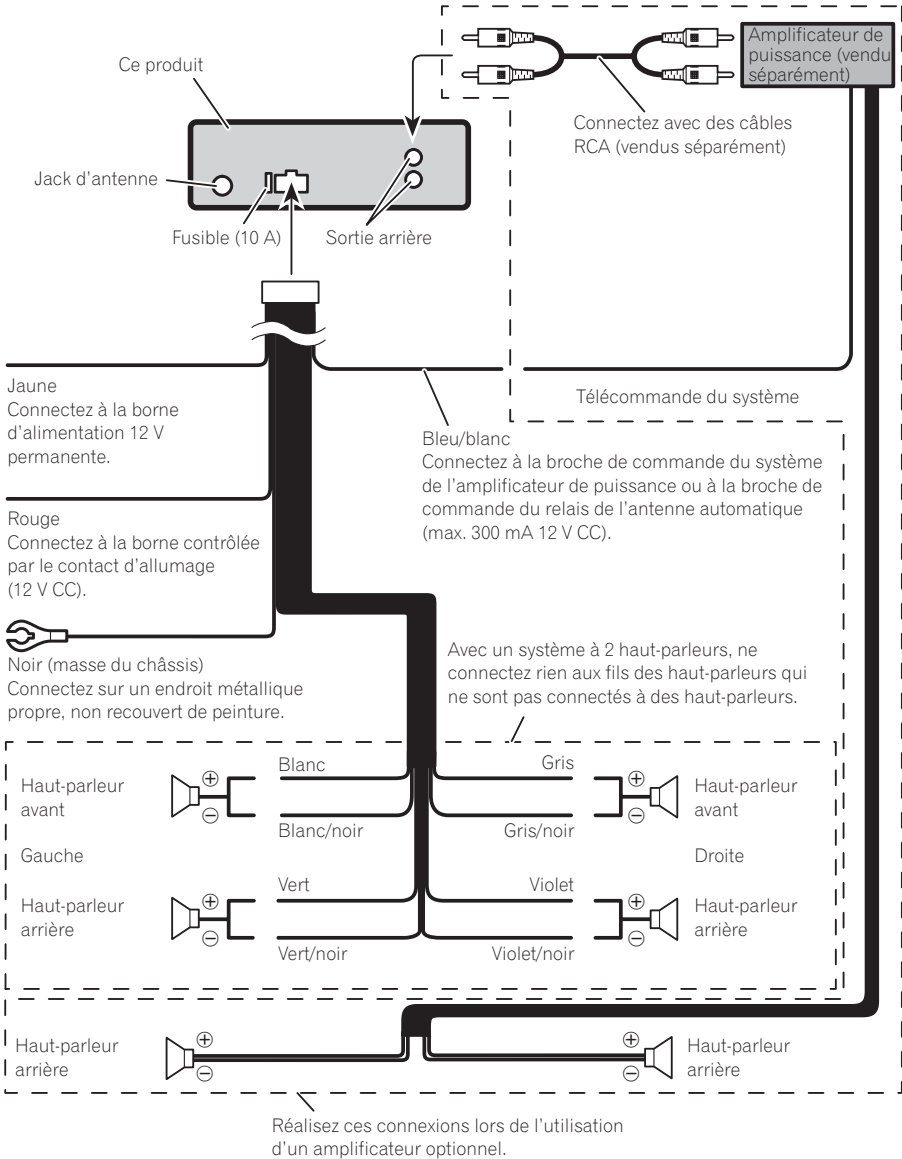 Amplificateur de
puissance (vendu
séparément)
Ce produit
Connectez avec des câbles
RCA (vendus séparément)
Jack d'antenne
Fusible (10 A)
Sortie arrière
Jaune
Connectez à la borne
d'alimentation 12 V
permanente.
Télécommande du système
Bleu/blanc
Connectez à la broche de commande du système
de l'amplificateur de puissance ou à la broche de
commande du relais de l'antenne automatique
(max. 300 mA 12 V CC).
Rouge
Connectez à la borne contrôlée
par le contact d'allumage
(12 V CC).
Noir (masse du châssis)
Connectez sur un endroit métallique
propre, non recouvert de peinture.
Avec un système à 2 haut-parleurs, ne
connectez rien aux fils des haut-parleurs qui
ne sont pas connectés à des haut-parleurs.
Haut-parleur
avant
⊕
⊖
Blanc
Blanc/noir
Gris
Gris/noir
⊕
⊖
Haut-parleur
avant
Gauche
Droite
Haut-parleur
arrière
⊕
⊖
Vert
Vert/noir
Violet
Violet/noir
⊕
⊖
Haut-parleur
arrière
Haut-parleur
arrière
⊕
⊖
⊕
⊖
Haut-parleur
arrière
Réalisez ces connexions lors de l'utilisation
d'un amplificateur optionnel.